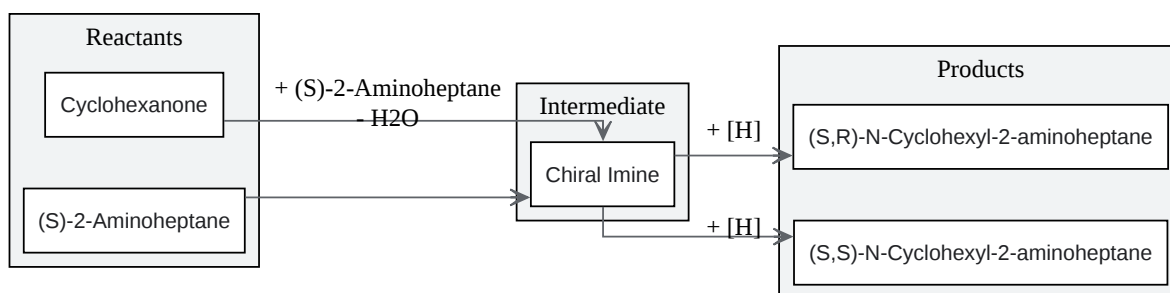 Reactants
Cyclohexanone
(S)-2-Aminoheptane
+ (S)-2-Aminoheptane
- H2O
Intermediate
Chiral Imine
+ [H]
+ [H]
Products
(S,R)-N-Cyclohexyl-2-aminoheptane
(S,S)-N-Cyclohexyl-2-aminoheptane